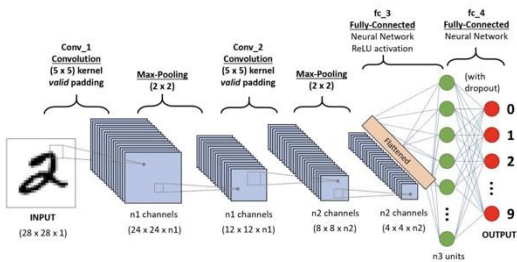 Conv_1
Convolution
(5 x 5) kernel
valid padding
Max-Pooling
(2 x 2)
Conv_2
Convolution
(5 x 5) kernel
valid padding
Max-Pooling
(2 x 2)
fc_3
Fully-Connected
Neural Network
ReLU activation
fc_4
Fully-Connected
Neural Network
(with
dropout)
2
Flattened
0
1
2
9
INPUT
(28 x 28 x 1)
n1 channels
(24 x 24 x n1)
n1 channels
(12 x 12 x n1)
n2 channels
(8 x 8 x n2)
n2 channels
(4 x 4 x n2)
n3 units
OUTPUT